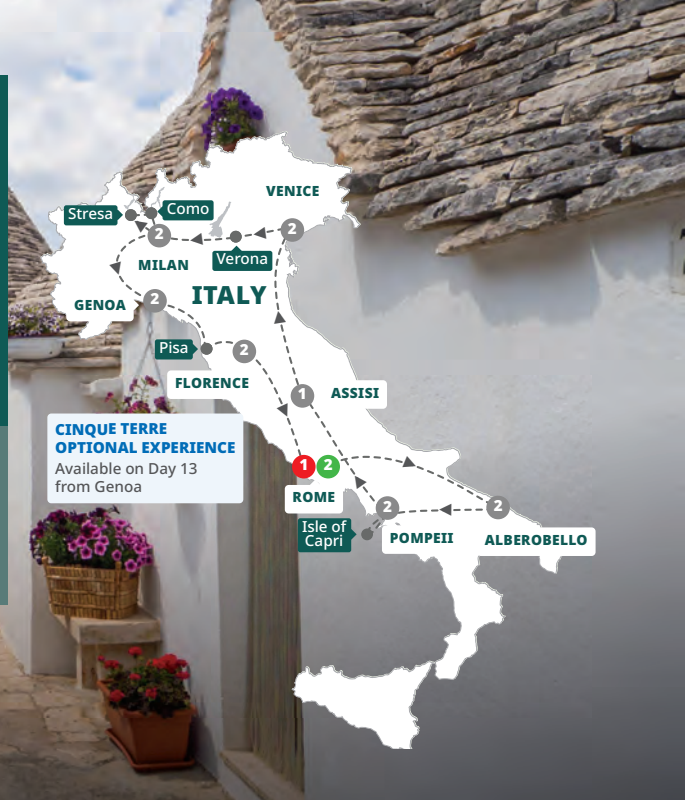 VENICE
Stresa
Como
2
2
Verona
MILAN
ITALY
GENOA
2
Pisa
2
FLORENCE
1
ASSISI
CINQUE TERRE
OPTIONAL EXPERIENCE
Available on Day 13
from Genoa
1
2
ROME
2
2
Isle of
Capri
POMPEII
ALBEROBELLO